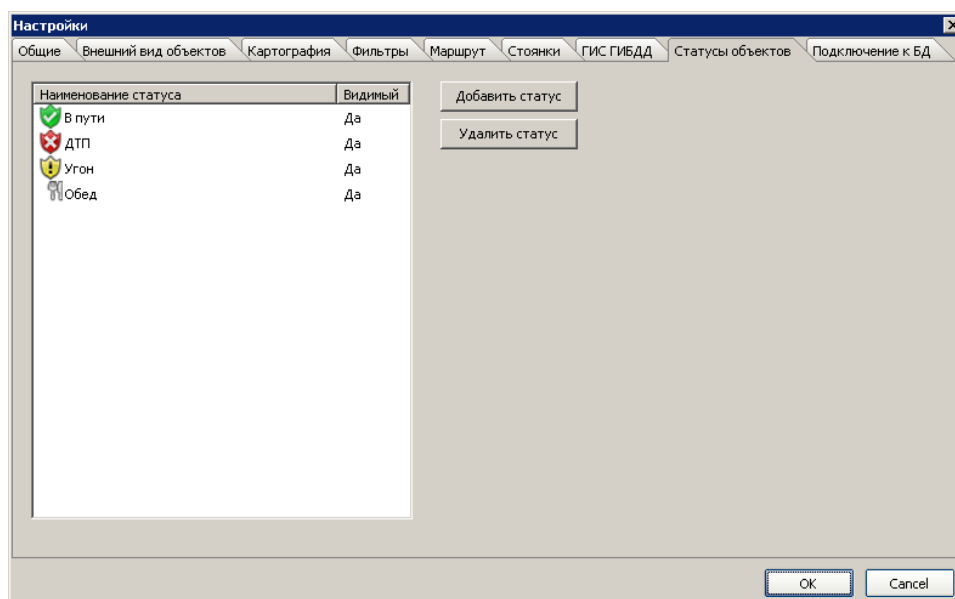 Настройки
Общие Внешний вид объектов Картография Фильтры Маршрут Стоянки ГИС ГИБДД Статусы объектов Подключение к БД
Наименование статуса Видимый
Добавить статус
В пути Да
Удалить статус
ДТП Да
Угон Да
Обед Да
OK Cancel